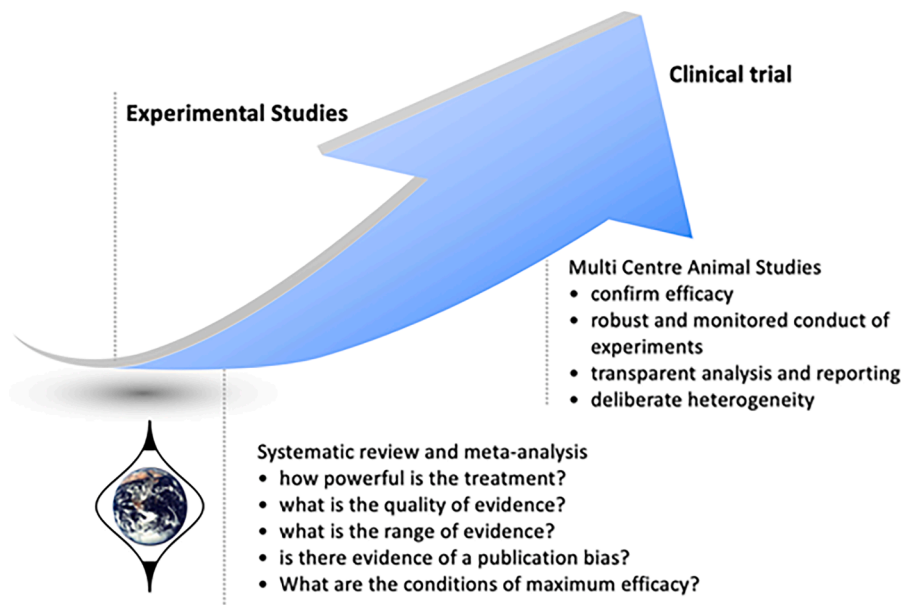 Experimental Studies
Clinical trial
Multi Centre Animal Studies
• confirm efficacy
• robust and monitored conduct of
experiments
• transparent analysis and reporting
• deliberate heterogeneity
Systematic review and meta-analysis
• how powerful is the treatment?
• what is the quality of evidence?
• what is the range of evidence?
• is there evidence of a publication bias?
• What are the conditions of maximum efficacy?